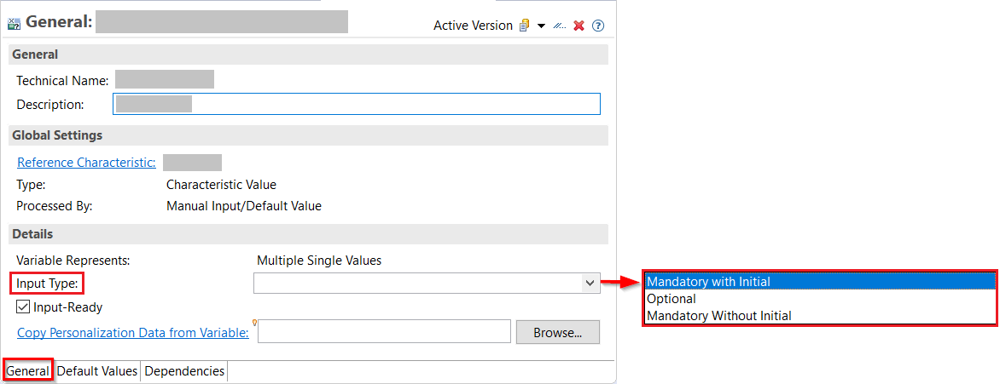 General:
Active Version
General
Technical Name:
Description:
Global Settings
Reference Characteristic:
Type: Characteristic Value
Processed By: Manual Input/Default Value
Details
Variable Represents: Multiple Single Values
Input Type:
Mandatory with Initial
Optional
Mandatory Without Initial
Input-Ready
Copy Personalization Data from Variable: Browse...
General Default Values Dependencies